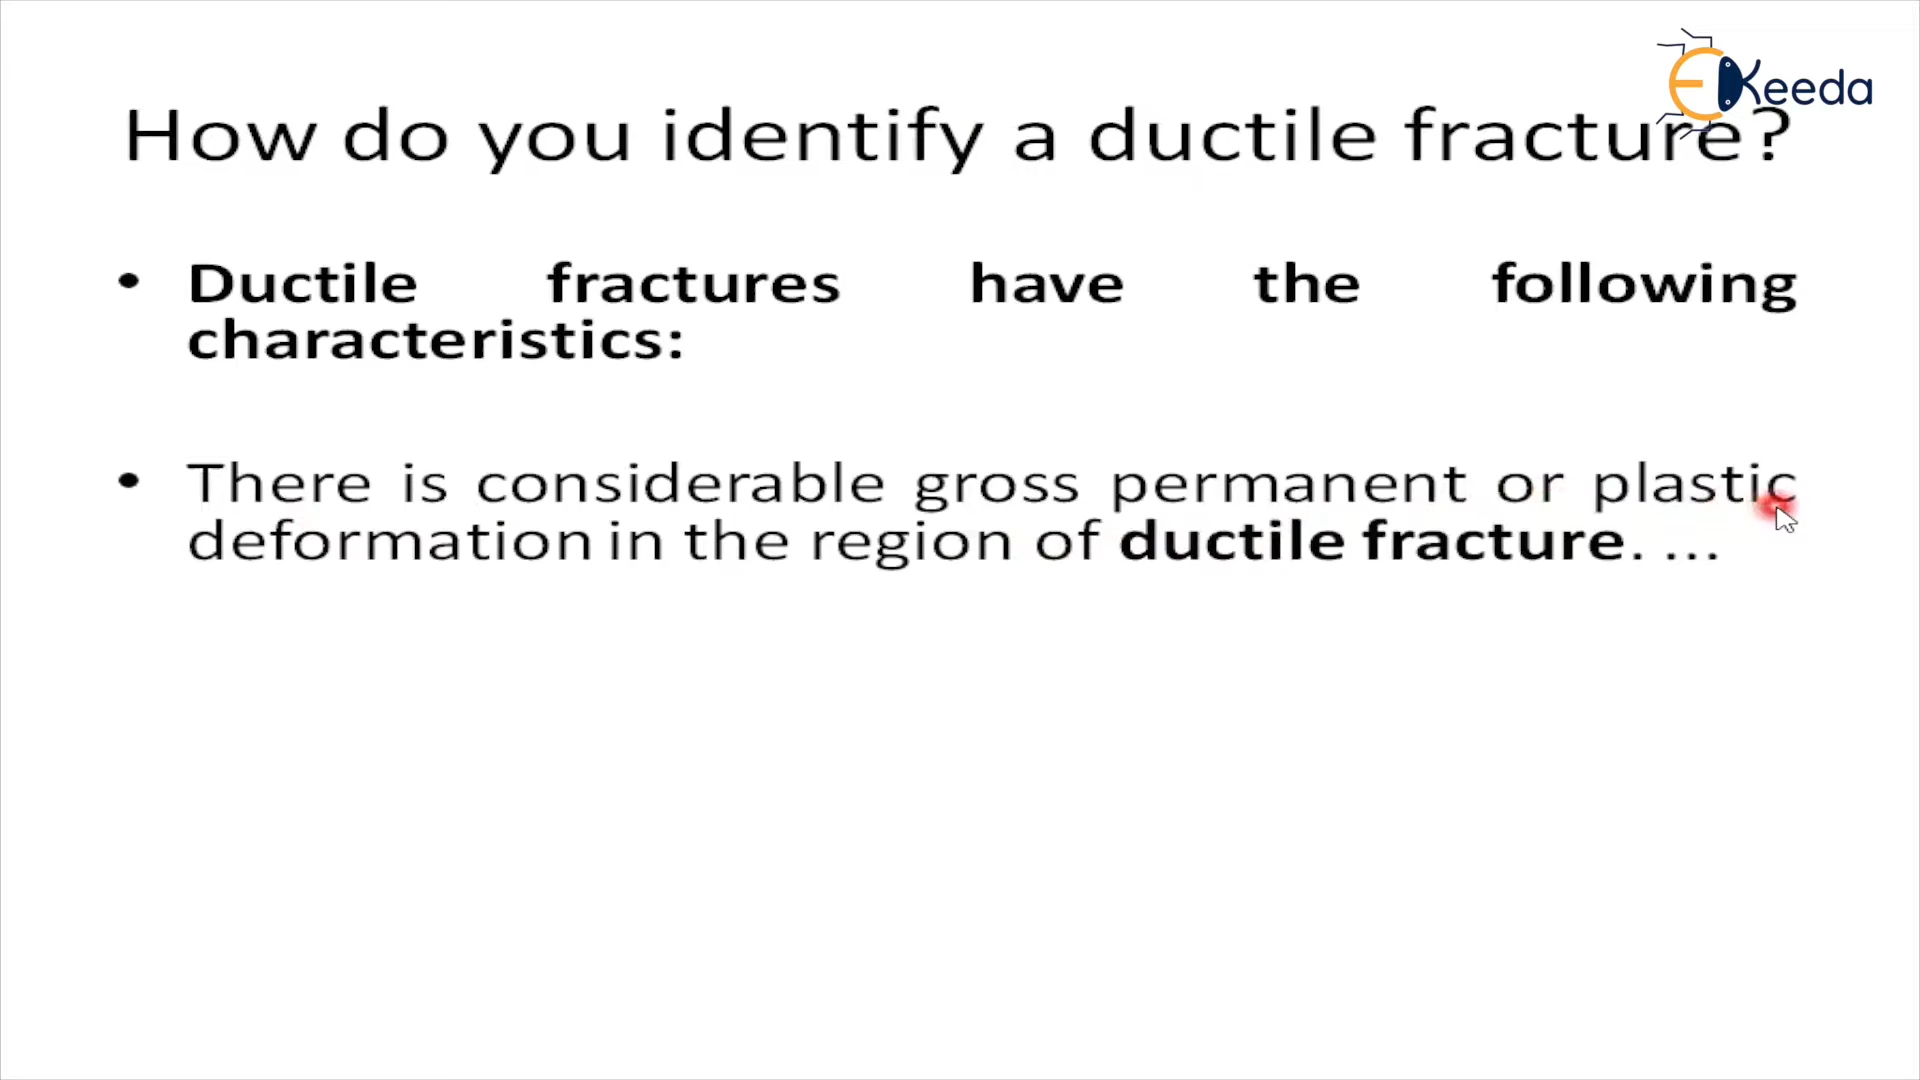 EKeeda
How do you identify a ductile fracture?
• Ductile fractures have the following
characteristics:
• There is considerable gross permanent or plastic
deformation in the region of ductile fracture. ...